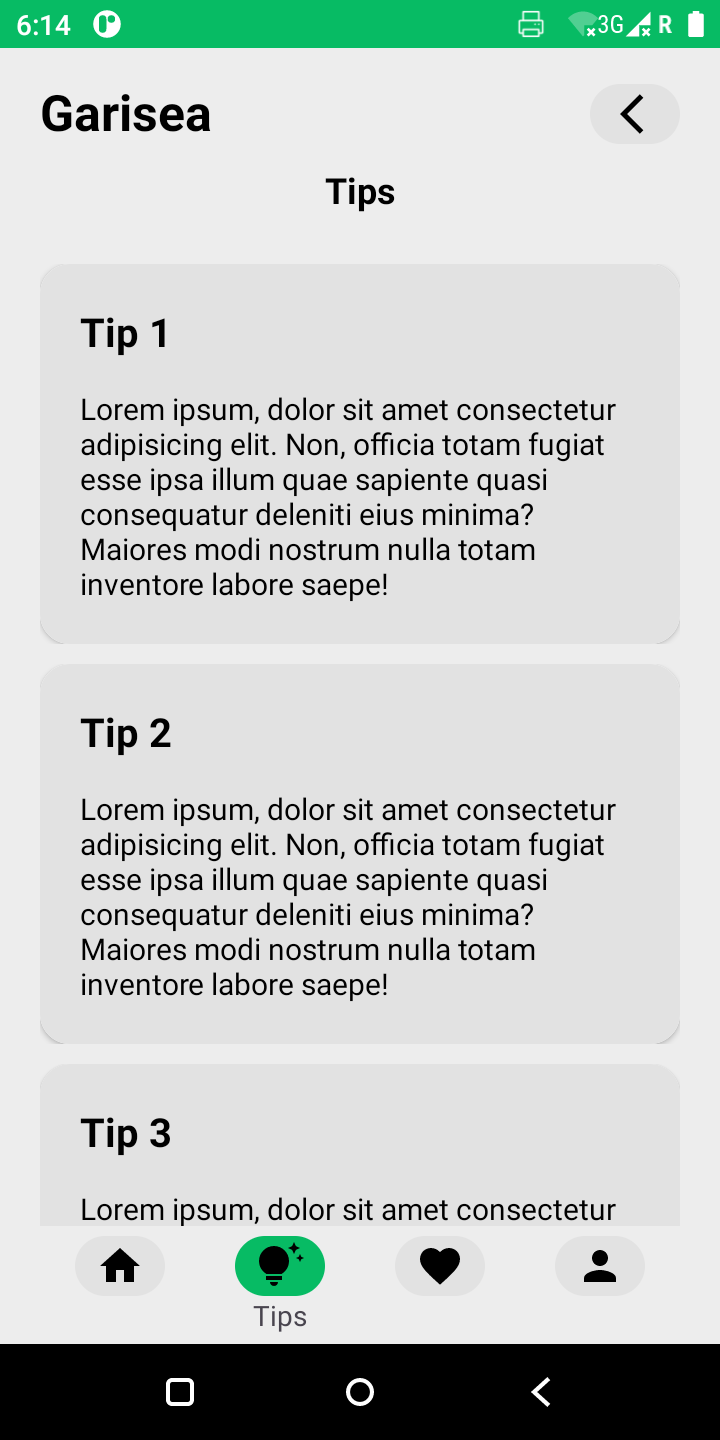 6:14
3G R
Garisea
Tips
Tip 1
Lorem ipsum, dolor sit amet consectetur
adipisicing elit. Non, officia totam fugiat
esse ipsa illum quae sapiente quasi
consequatur deleniti eius minima?
Maiores modi nostrum nulla totam
inventore labore saepe!
Tip 2
Lorem ipsum, dolor sit amet consectetur
adipisicing elit. Non, officia totam fugiat
esse ipsa illum quae sapiente quasi
consequatur deleniti eius minima?
Maiores modi nostrum nulla totam
inventore labore saepe!
Tip 3
Lorem ipsum, dolor sit amet consectetur
Tips